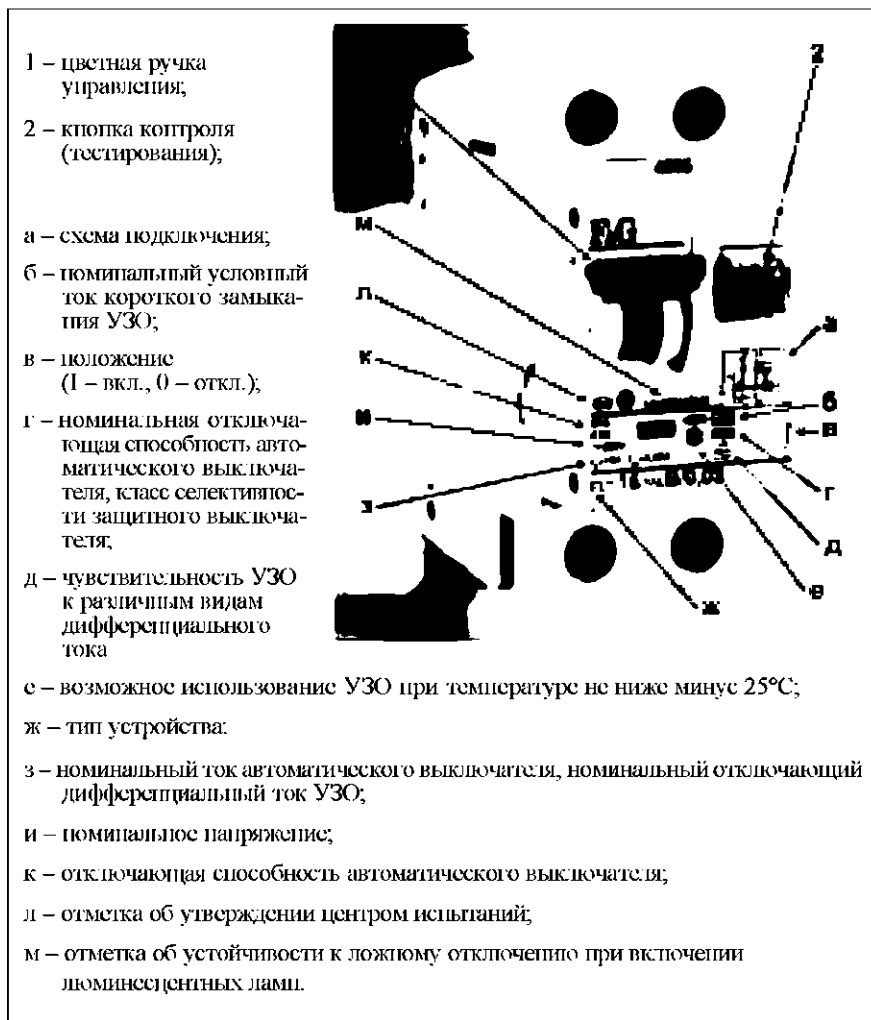 1 – цветная ручка
управления;
2 – кнопка контроля
(тестирования);
а – схема подключения;
б – номинальный условный
ток короткого замыка-
ния УЗО;
в – положение
(I – вкл., 0 – откл.);
г – номинальная отключа-
ющая способность авто-
матического выключа-
теля, класс селективнос-
ти защитного выключа-
теля;
д – чувствительность УЗО
к различным видам
дифференциального
тока
е – возможное использование УЗО при температуре не ниже минус 25°С;
ж – тип устройства;
з – номинальный ток автоматического выключателя, номинальный отключающий
дифференциальный ток УЗО;
и – номинальное напряжение;
к – отключающая способность автоматического выключателя;
л – отметка об утверждении центром испытаний;
м – отметка об устойчивости к ложному отключению при включении
люминесцентных ламп.
2
м
л
к
и
з
а
б
в
г
д
е
ж